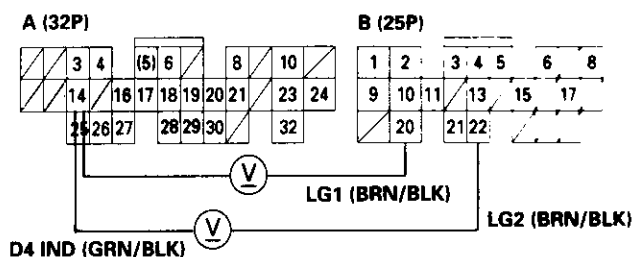 A (32P) B (25P)
3 4 (5) 6 8 10 1 2 3 4 5 6 8
14 16 17 18 19 20 21 23 24 9 10 11 13 15 17
25 26 27 28 29 30 32 20 21 22
V
LG1 (BRN/BLK)
V
LG2 (BRN/BLK)
D4 IND (GRN/BLK)